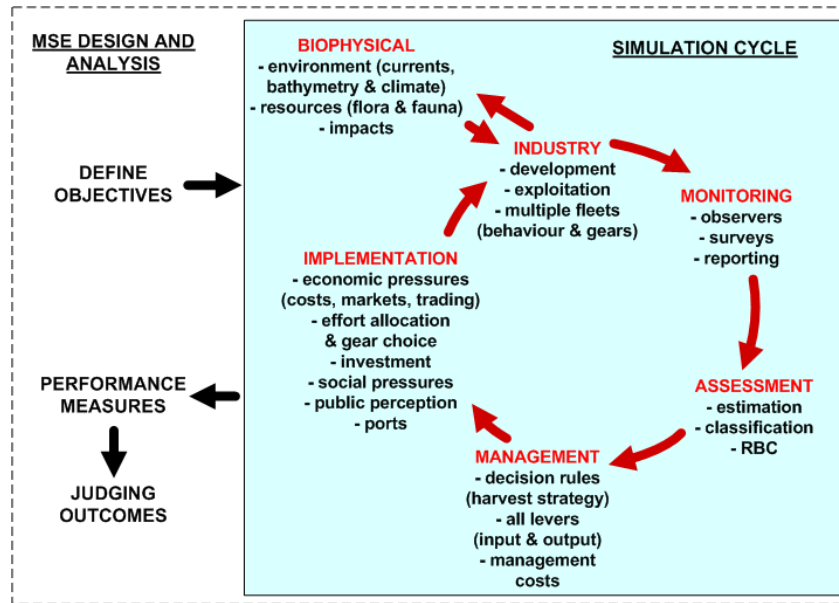 MSE DESIGN AND
ANALYSIS
DEFINE
OBJECTIVES
PERFORMANCE
MEASURES
JUDGING
OUTCOMES
SIMULATION CYCLE
BIOPHYSICAL
- environment (currents,
bathymetry & climate)
- resources (flora & fauna)
- impacts
INDUSTRY
- development
- exploitation
- multiple fleets
(behaviour & gears)
MONITORING
- observers
- surveys
- reporting
ASSESSMENT
- estimation
- classification
- RBC
MANAGEMENT
- decision rules
(harvest strategy)
- all levers
(input & output)
- management
costs
IMPLEMENTATION
- economic pressures
(costs, markets, trading)
- effort allocation
& gear choice
- investment
- social pressures
- public perception
- ports